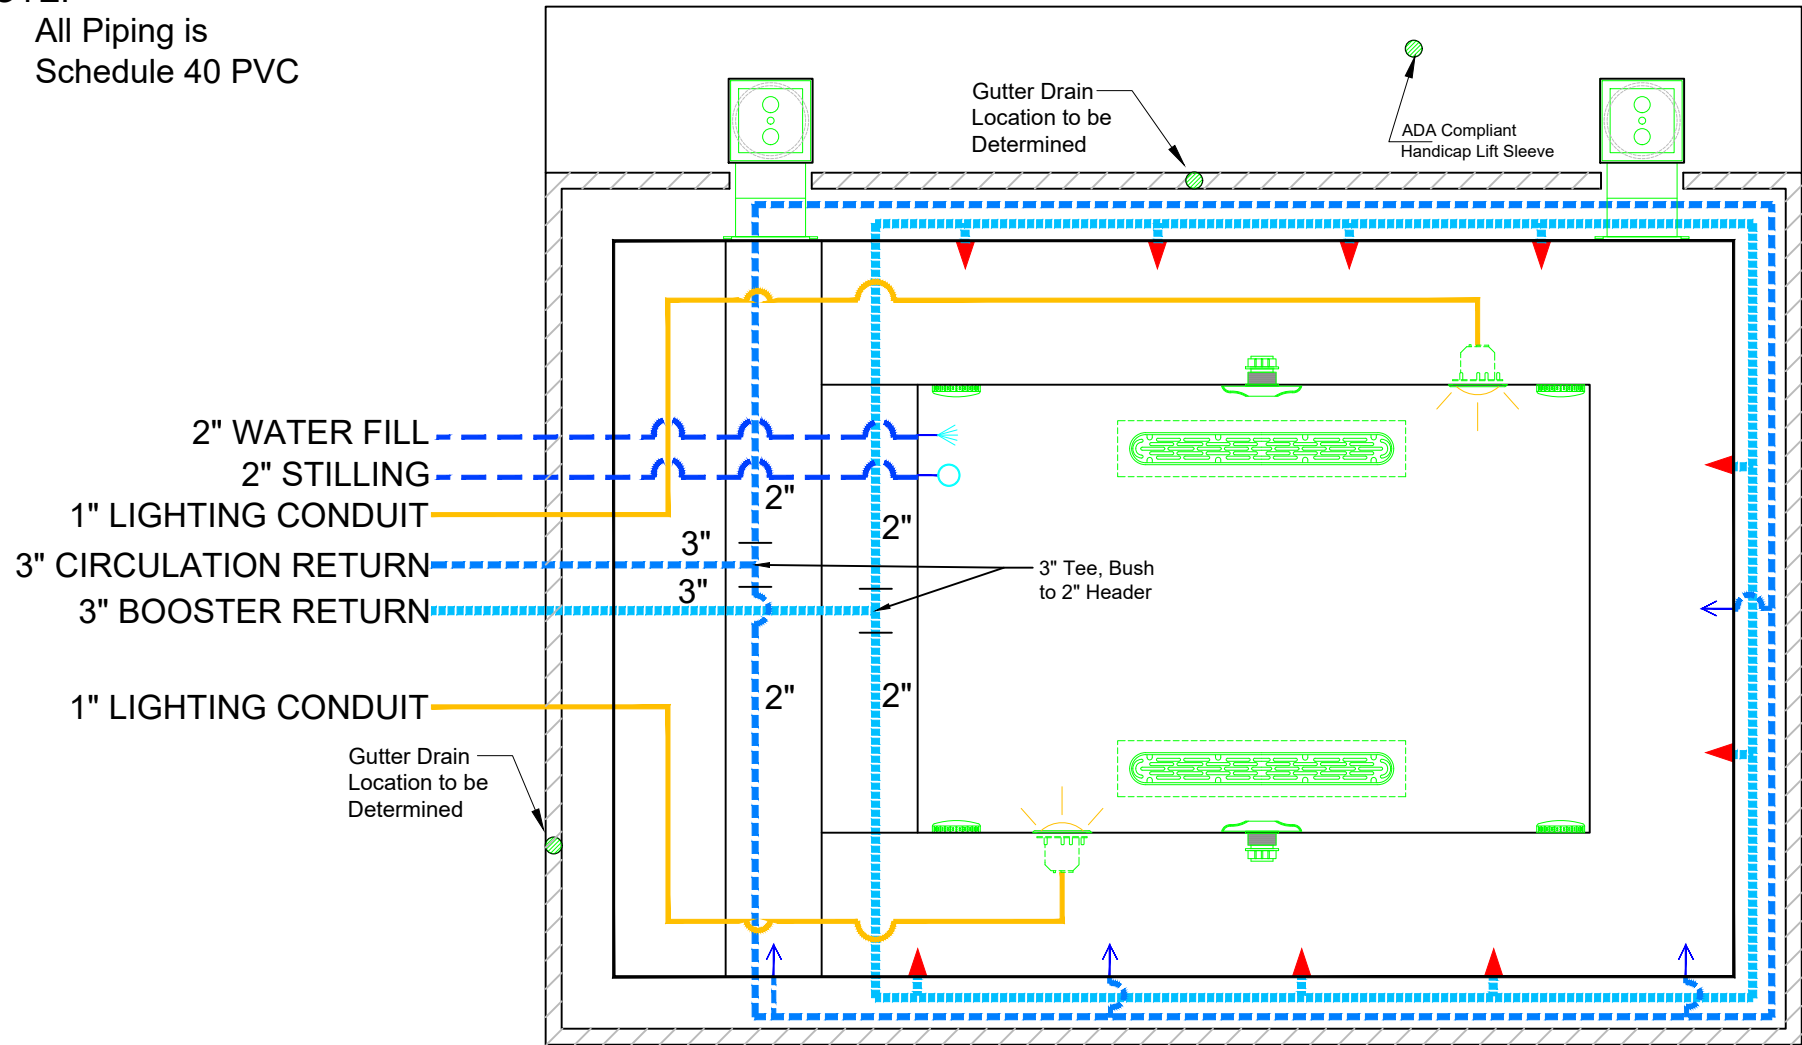 All Piping is
Schedule 40 PVC
Gutter Drain
Location to be
Determined
ADA Compliant
Handicap Lift Sleeve
2" WATER FILL
2" STILLING
1" LIGHTING CONDUIT
3" CIRCULATION RETURN
3" BOOSTER RETURN
2"
2"
3"
3"
3" Tee, Bush
to 2" Header
2"
2"
1" LIGHTING CONDUIT
Gutter Drain
Location to be
Determined